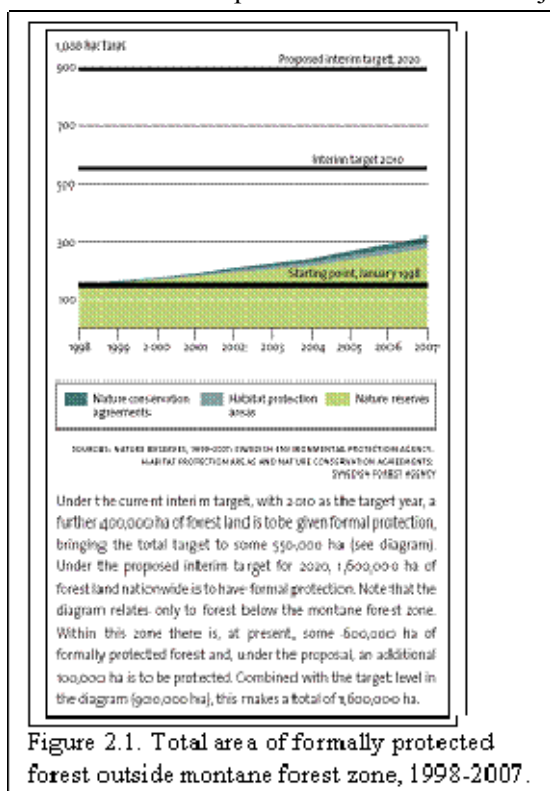 1,000 ha: Target
900
Proposed interim target, 2020
700
Interim target 2010
500
300
Starting point, January 1998
100
1998 1999 2000 2001 2002 2003 2004 2005 2006 2007
Nature conservation agreements
Habitat protection areas
Nature reserves
SOURCES: NATURE RESERVES, 1998-2007: SWEDISH ENVIRONMENTAL PROTECTION AGENCY.
HABITAT PROTECTION AREAS AND NATURE CONSERVATION AGREEMENTS:
SWEDISH FOREST AGENCY
Under the current interim target, with 2010 as the target year, a
further 400,000 ha of forest land is to be given formal protection,
bringing the total target to some 550,000 ha (see diagram).
Under the proposed interim target for 2020, 1,600,000 ha of
forest land nationwide is to have formal protection. Note that the
diagram relates only to forest below the montane forest zone.
Within this zone there is, at present, some 600,000 ha of
formally protected forest and, under the proposal, an additional
100,000 ha is to be protected. Combined with the target level in
the diagram (900,000 ha), this makes a total of 1,600,000 ha.
Figure 2.1. Total area of formally protected
forest outside montane forest zone, 1998-2007.